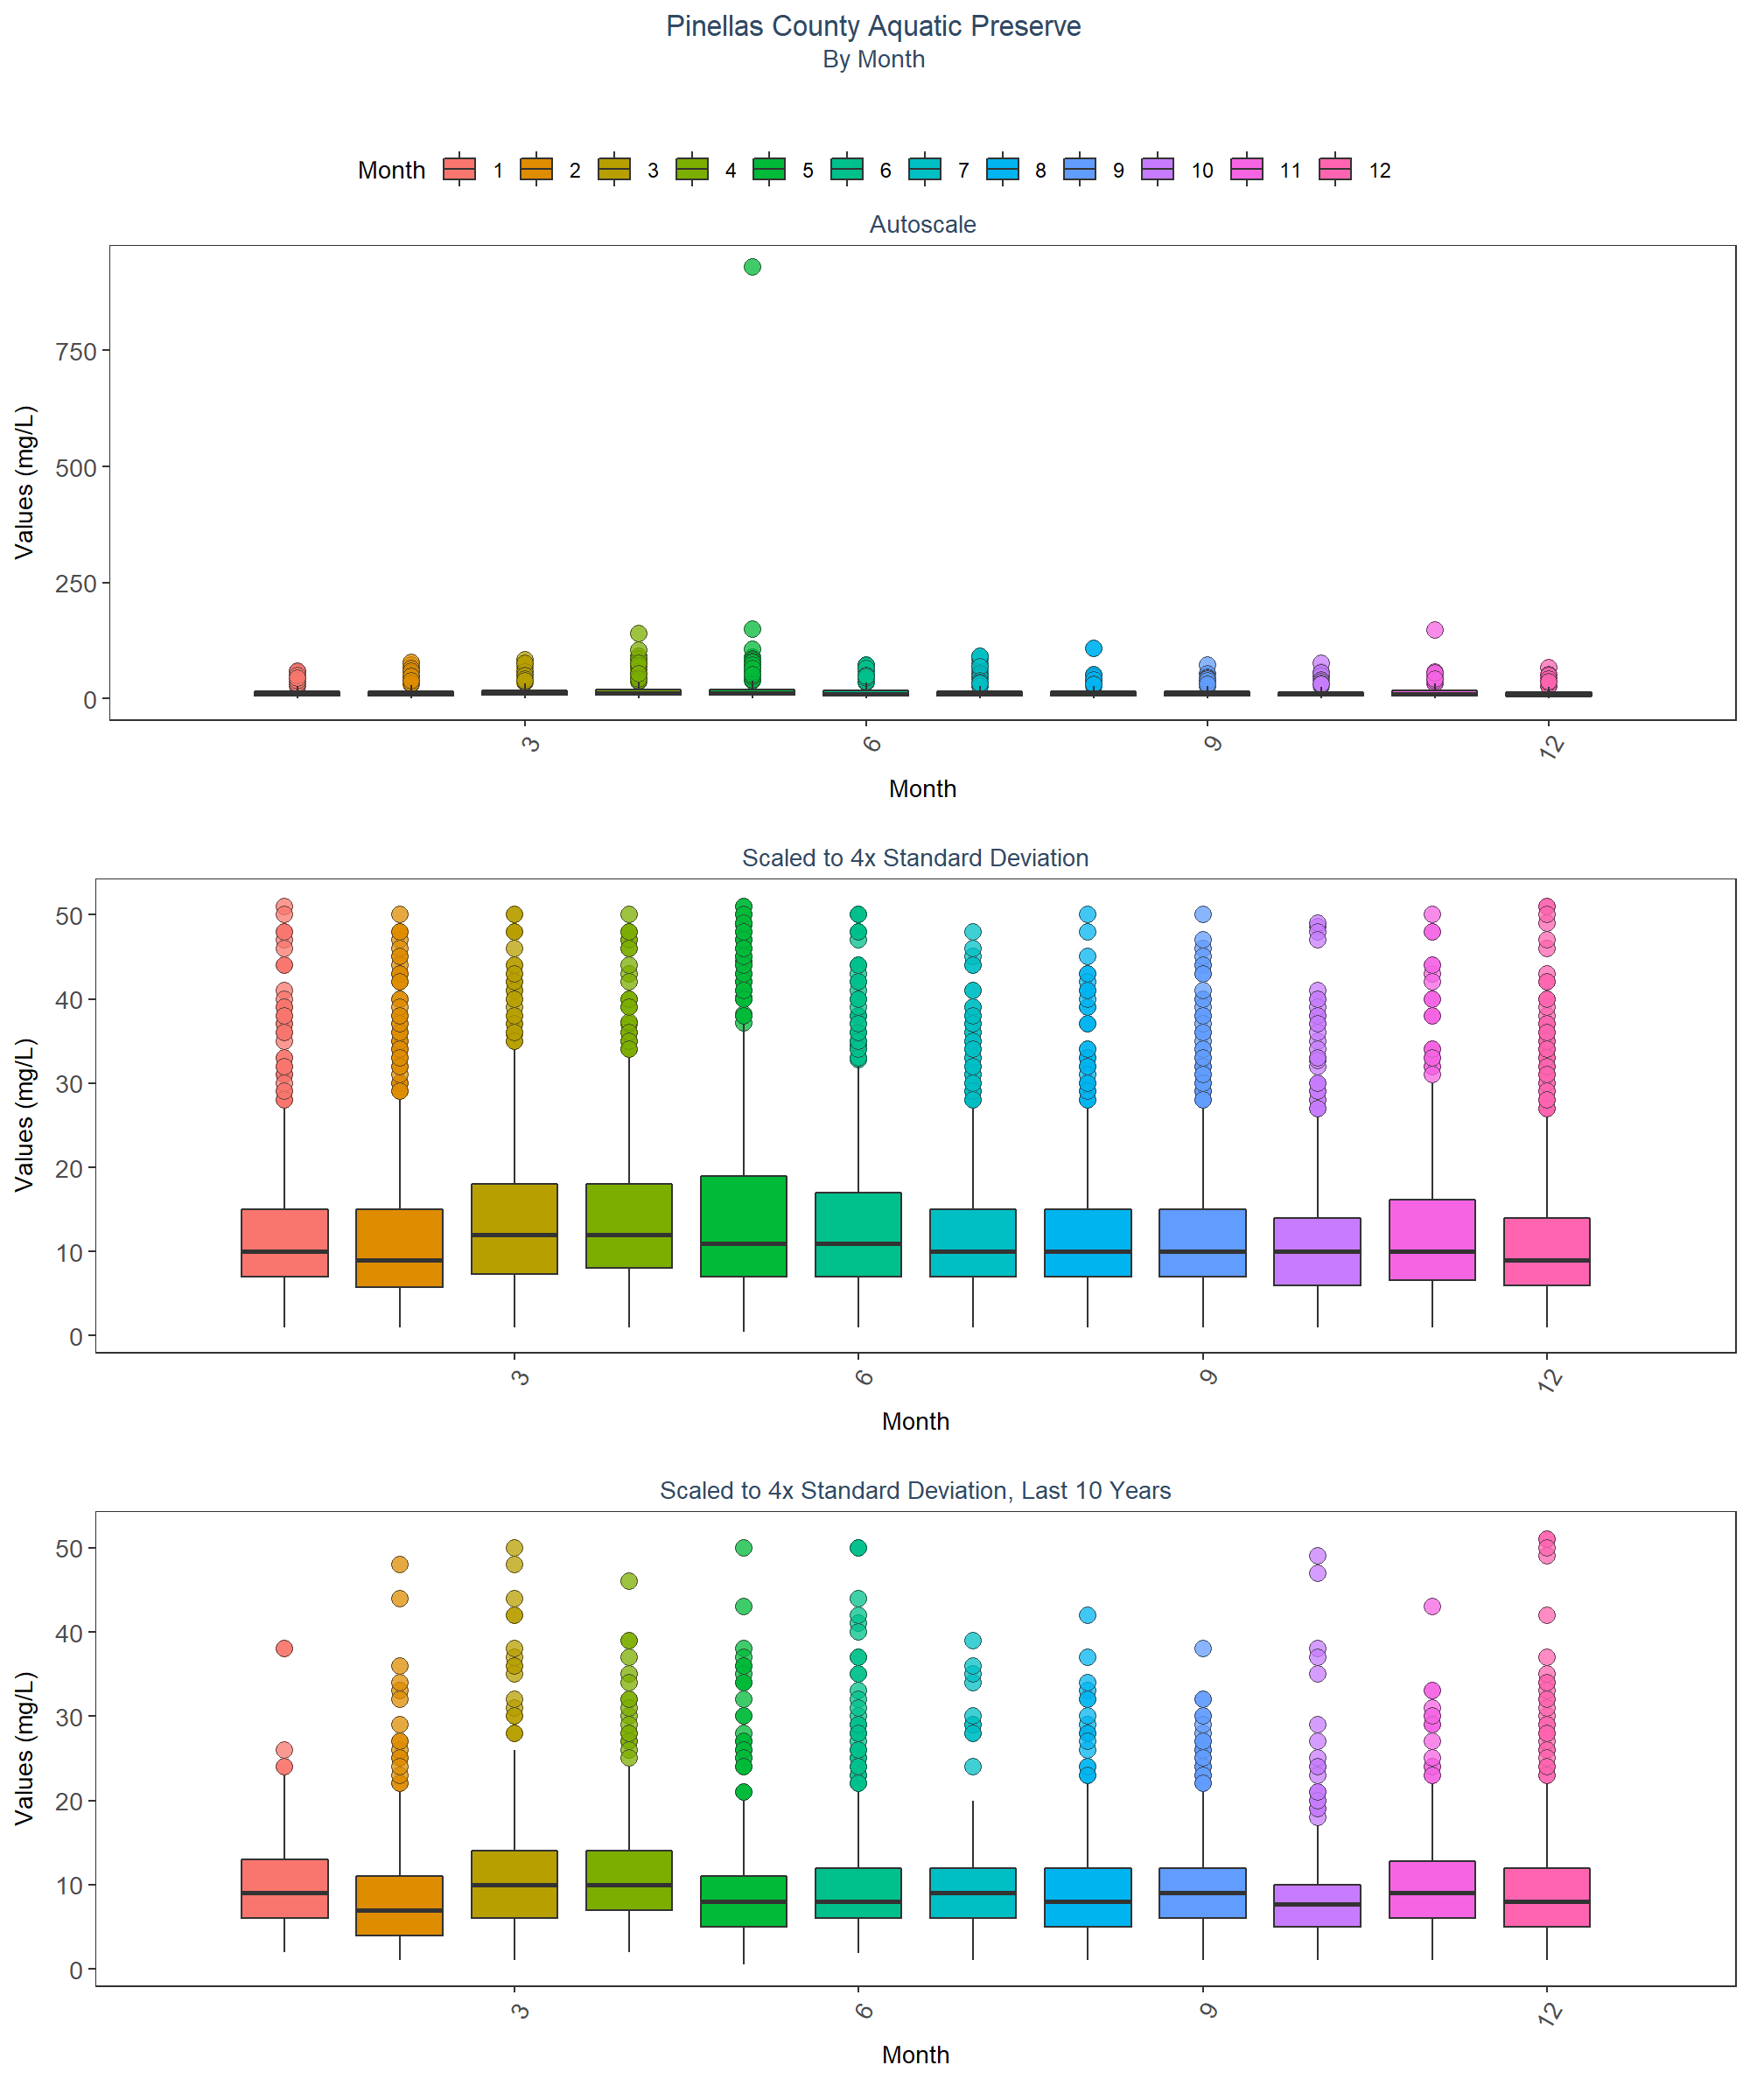 Pinellas County Aquatic Preserve
By Month
Month 1 2 3 4 5 6 7 8 9 10 11 12
Autoscale
Values (mg/L)
750
500
250
0
3 6 9 12
Month
Scaled to 4x Standard Deviation
Values (mg/L)
50
40
30
20
10
0
3 6 9 12
Month
Scaled to 4x Standard Deviation, Last 10 Years
Values (mg/L)
50
40
30
20
10
0
3 6 9 12
Month